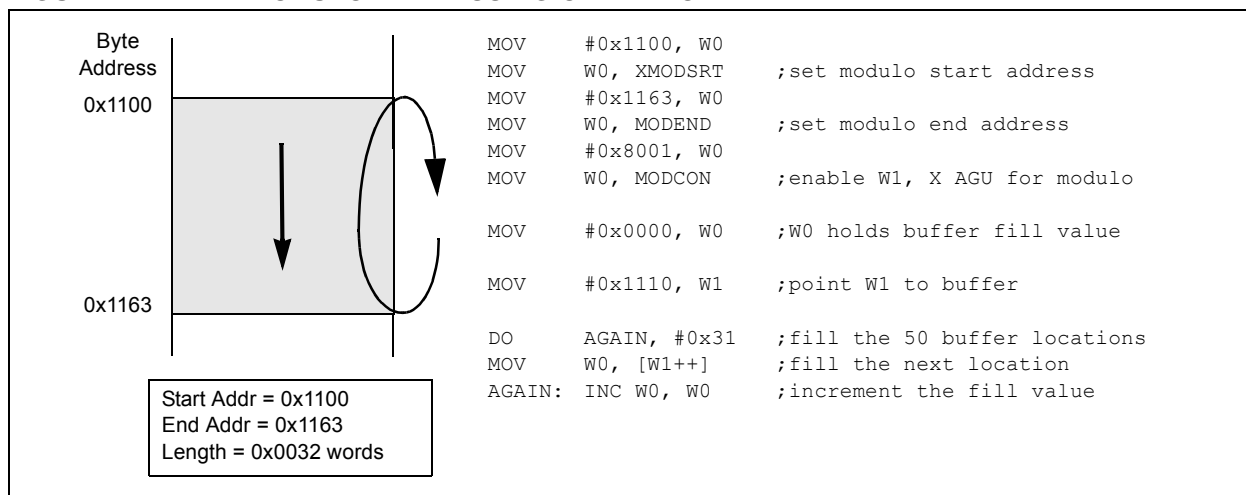 Byte
Address
0x1100
0x1163
Start Addr = 0x1100
End Addr = 0x1163
Length = 0x0032 words
MOV #0x1100, W0
MOV W0, XMODSRT ;set modulo start address
MOV #0x1163, W0
MOV W0, MODEND ;set modulo end address
MOV #0x8001, W0
MOV W0, MODCON ;enable W1, X AGU for modulo
MOV #0x0000, W0 ;W0 holds buffer fill value
MOV #0x1110, W1 ;point W1 to buffer
DO AGAIN, #0x31 ;fill the 50 buffer locations
MOV W0, [W1++] ;fill the next location
AGAIN: INC W0, W0 ;increment the fill value